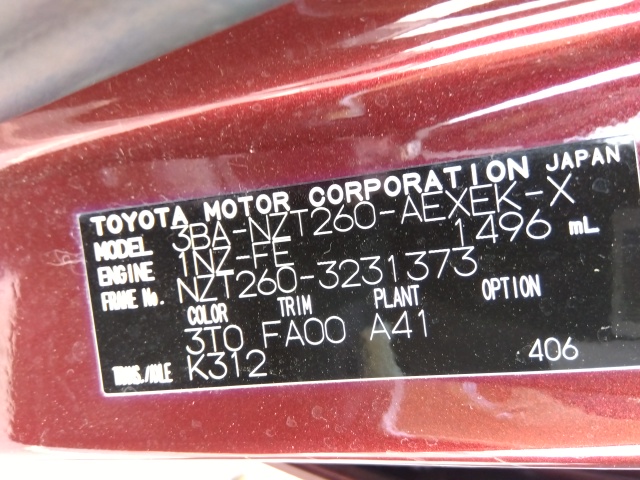 TOYOTA MOTOR CORPORATION JAPAN
MODEL 3BA-NZT260-AEXEK-X
ENGINE 1NZ-FE 1496 mL
FRAME No. NZT260-3231373
COLOR TRIM PLANT OPTION
3T0 FA00 A41
TRANS./AXLE K312 406